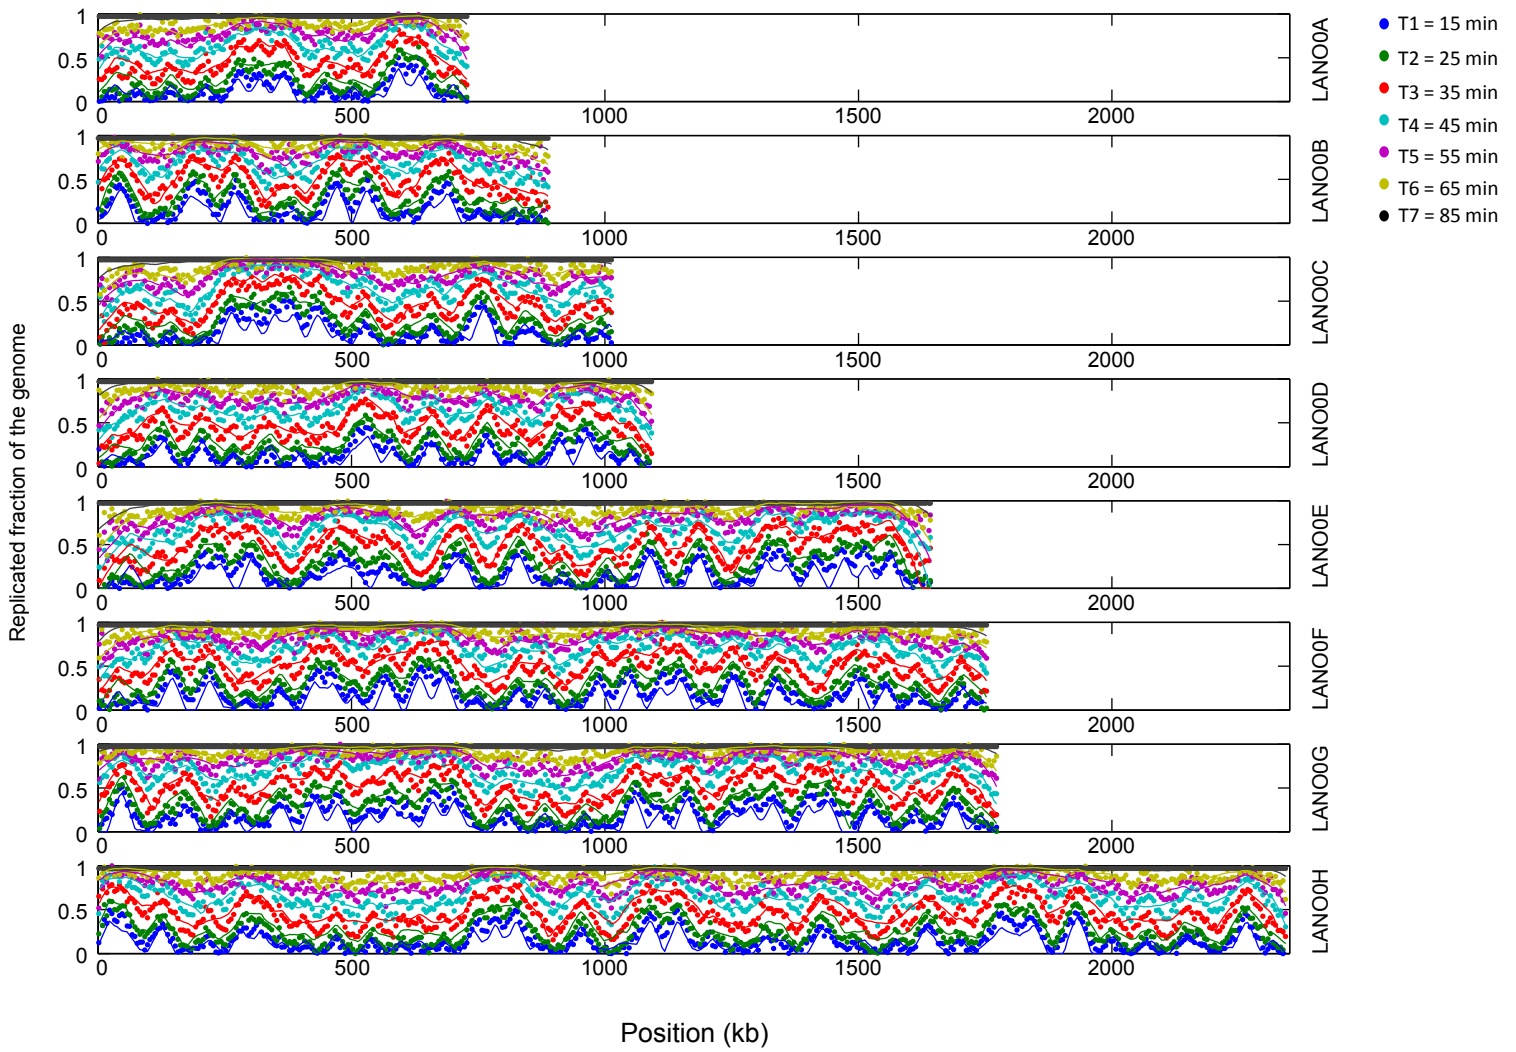 1
0.5
0
0 500 1000 1500 2000
LANO0A
1
0.5
0
0 500 1000 1500 2000
LANO0B
1
0.5
0
0 500 1000 1500 2000
LANO0C
1
0.5
0
0 500 1000 1500 2000
LANO0D
1
0.5
0
0 500 1000 1500 2000
LANO0E
1
0.5
0
0 500 1000 1500 2000
LANO0F
1
0.5
0
0 500 1000 1500 2000
LANO0G
1
0.5
0
0 500 1000 1500 2000
LANO0H
Replicated fraction of the genome
Position (kb)
T1 = 15 min
T2 = 25 min
T3 = 35 min
T4 = 45 min
T5 = 55 min
T6 = 65 min
T7 = 85 min